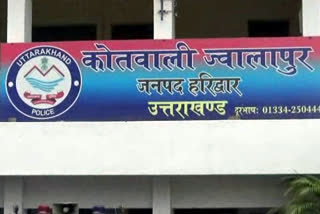 UTTARAKHAND
POLICE
कोतवाली ज्वालापुर
जनपद हरिद्वार
उत्तराखण्ड दूरभाष: 01334-250444